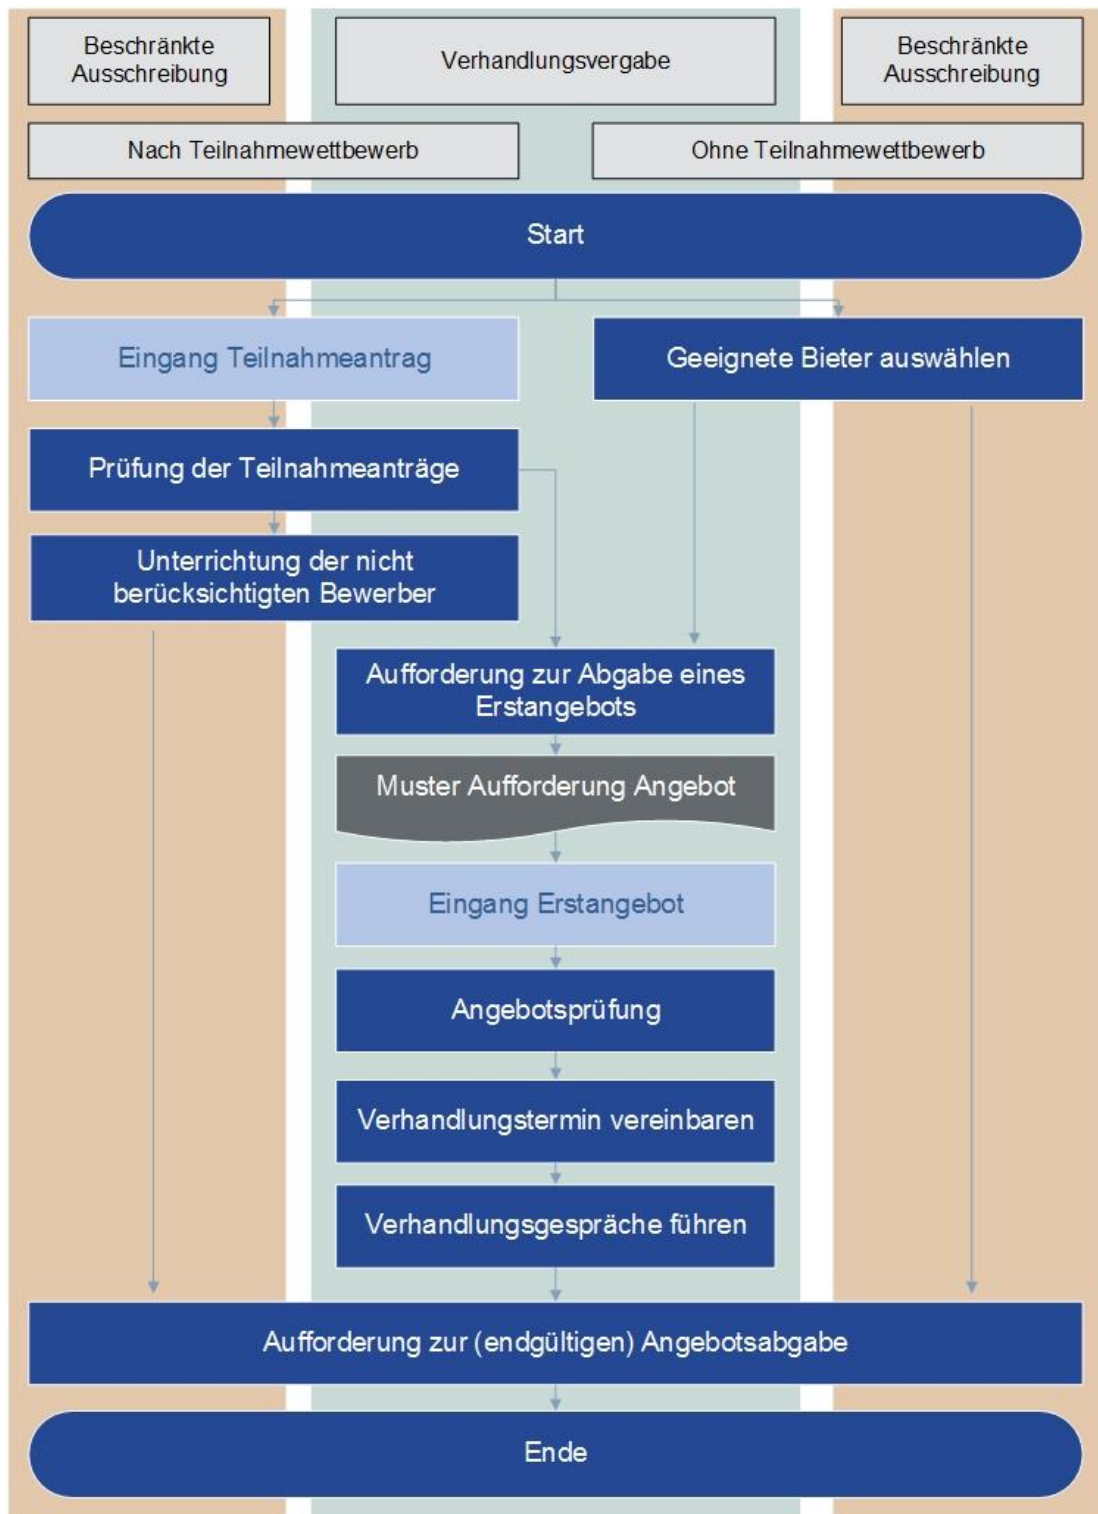 Beschränkte
Ausschreibung
Verhandlungsvergabe
Beschränkte
Ausschreibung
Nach Teilnahmewettbewerb
Ohne Teilnahmewettbewerb
Start
Eingang Teilnahmeantrag
Geeignete Bieter auswählen
Prüfung der Teilnahmeanträge
Unterrichtung der nicht
berücksichtigten Bewerber
Aufforderung zur Abgabe eines
Erstangebots
Muster Aufforderung Angebot
Eingang Erstangebot
Angebotsprüfung
Verhandlungstermin vereinbaren
Verhandlungsgespräche führen
Aufforderung zur (endgültigen) Angebotsabgabe
Ende